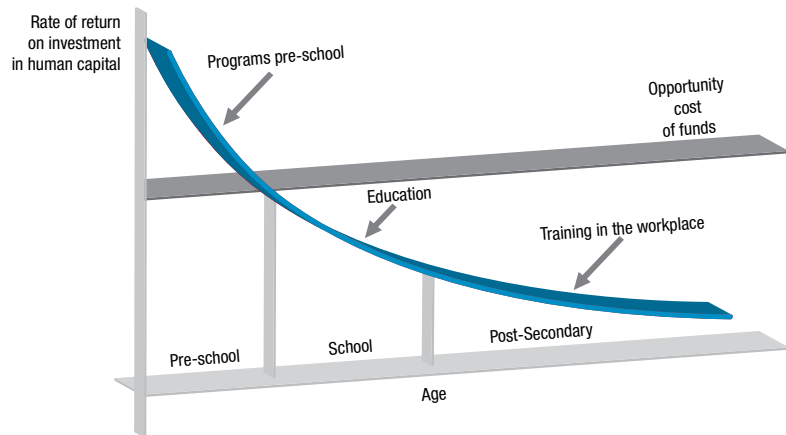 Rate of return
on investment
in human capital
Programs pre-school
Opportunity
cost
of funds
Education
Training in the workplace
Pre-school
School
Post-Secondary
Age